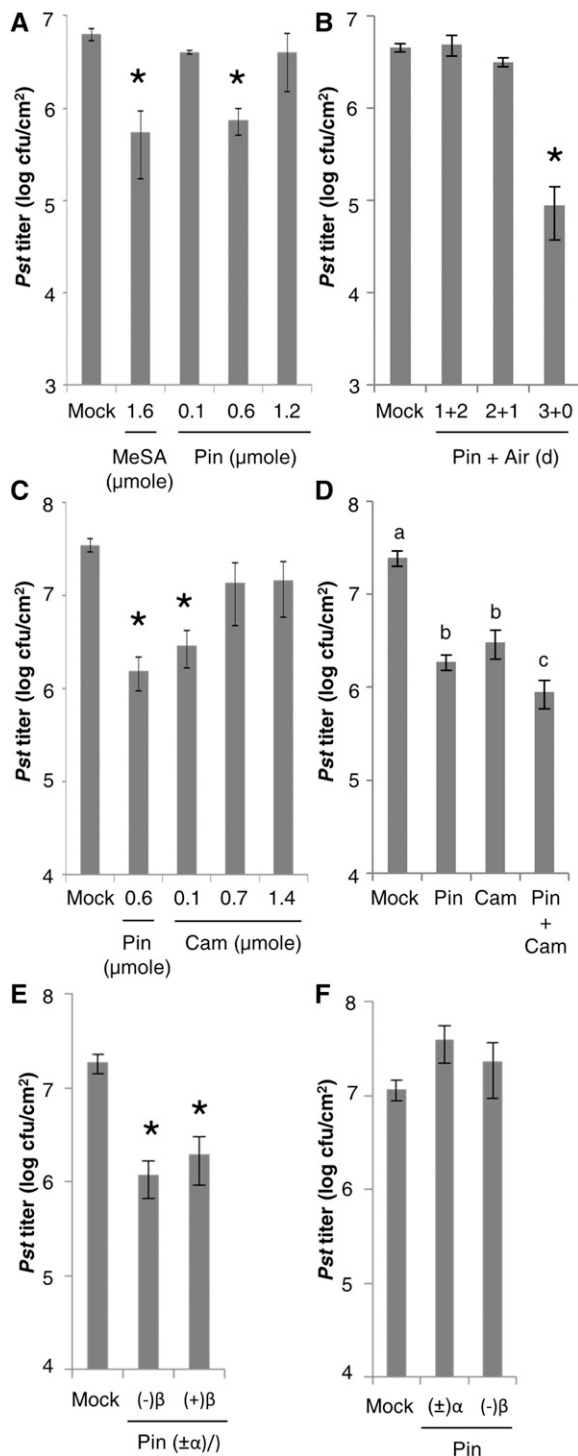 A
Pst titer (log cfu/cm²)
7
6
5
4
3
*
*
Mock 1.6 0.1 0.6 1.2
MeSA
(µmole)
Pin (µmole)
B
Pst titer (log cfu/cm²)
7
6
5
4
3
*
Mock 1+2 2+1 3+0
Pin + Air (d)
C
Pst titer (log cfu/cm²)
8
7
6
5
4
*
*
Mock 0.6 0.1 0.7 1.4
Pin
(µmole)
Cam (µmole)
D
Pst titer (log cfu/cm²)
8
7
6
5
4
a
b
b
c
Mock Pin Cam Pin
+
Cam
E
Pst titer (log cfu/cm²)
8
7
6
5
4
*
*
Mock (-)β (+)β
Pin (±α)/)
F
Pst titer (log cfu/cm²)
8
7
6
5
4
Mock (±)α (-)β
Pin